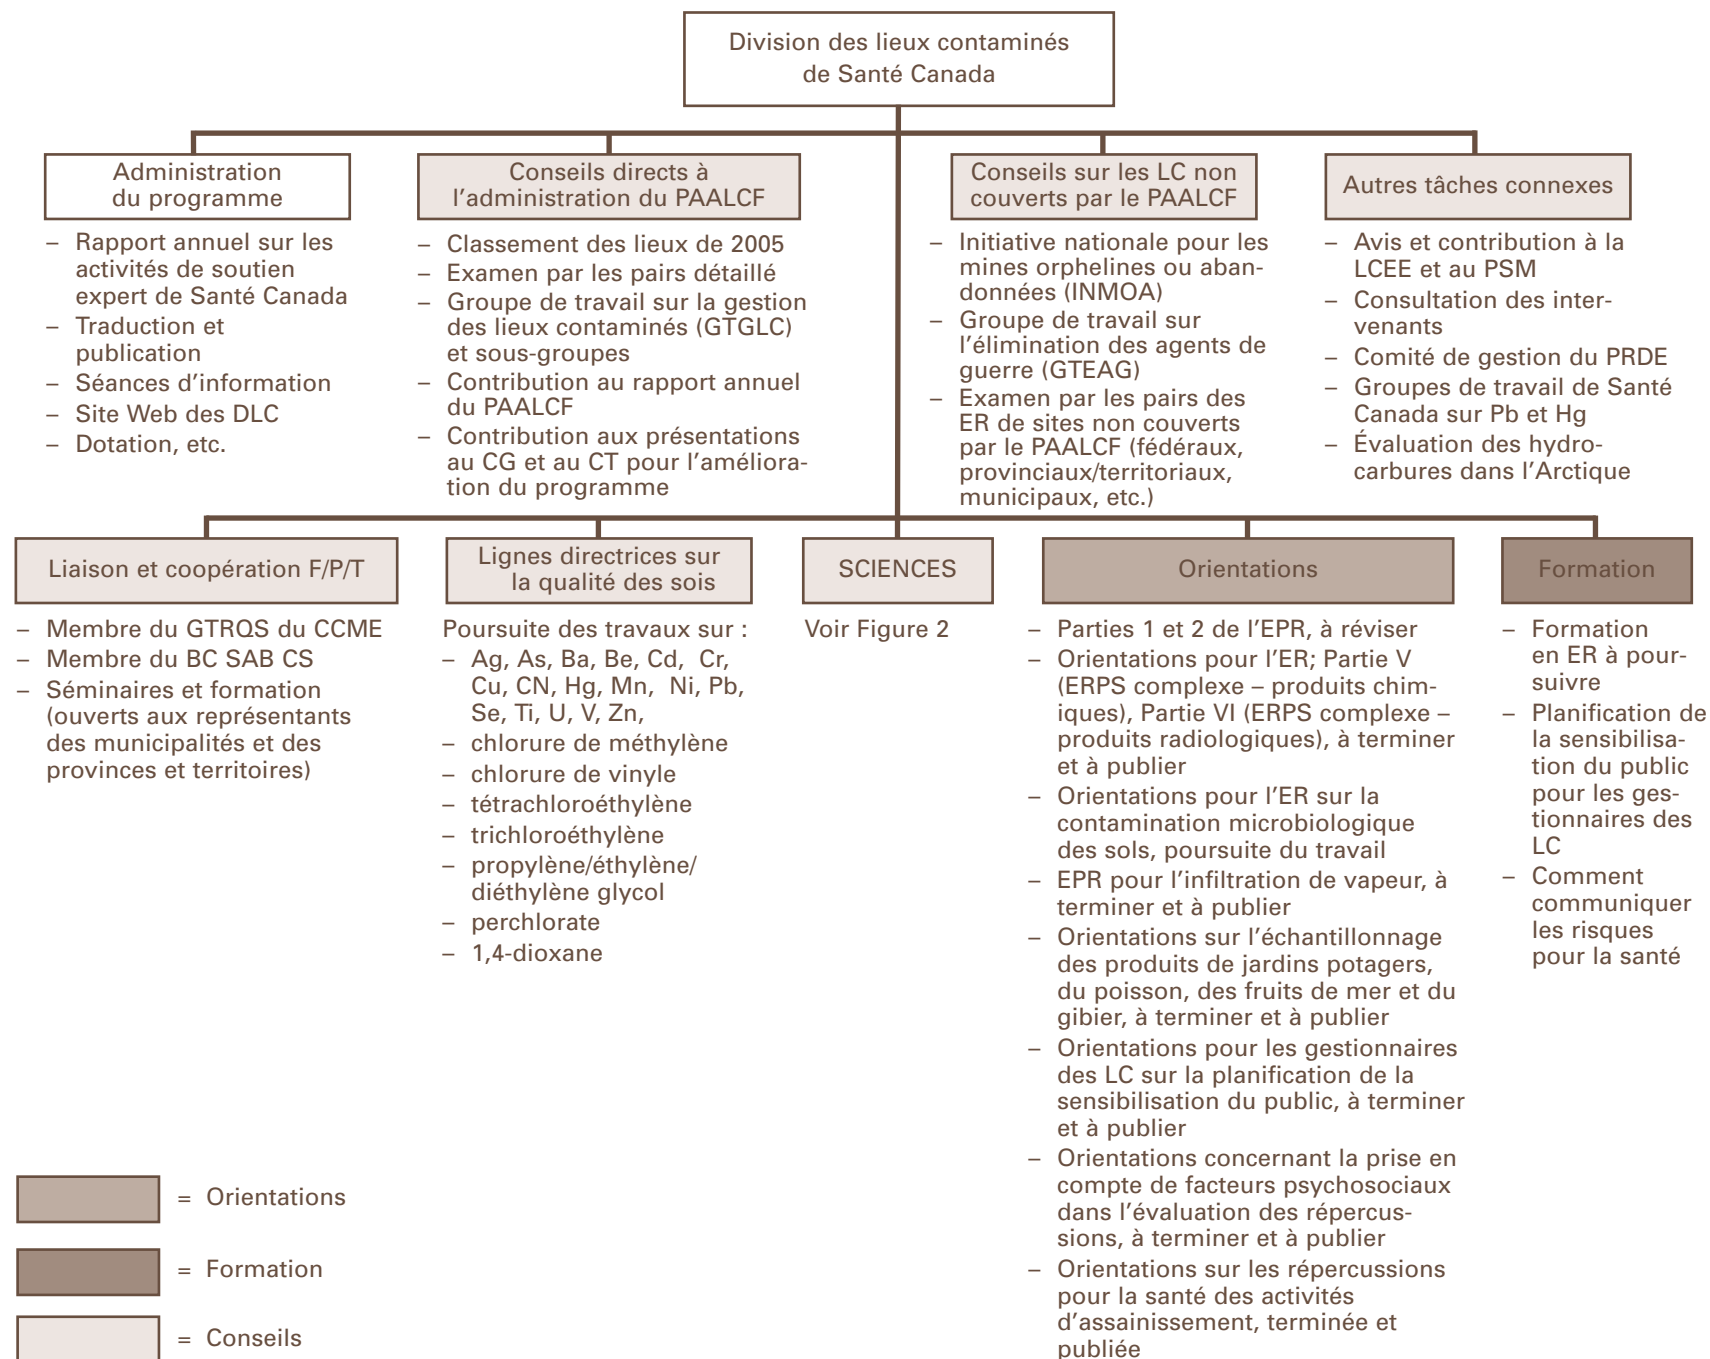 Division des lieux contaminés
de Santé Canada
Administration
du programme
– Rapport annuel sur les
activités de soutien
expert de Santé Canada
– Traduction et
publication
– Séances d'information
– Site Web des DLC
– Dotation, etc.
Conseils directs à
l'administration du PAALCF
– Classement des lieux de 2005
– Examen par les pairs détaillé
– Groupe de travail sur la gestion
des lieux contaminés (GTGLC)
et sous-groupes
– Contribution au rapport annuel
du PAALCF
– Contribution aux présentations
au CG et au CT pour l'améliora-
tion du programme
Conseils sur les LC non
couverts par le PAALCF
– Initiative nationale pour les
mines orphelines ou aban-
données (INMOA)
– Groupe de travail sur
l'élimination des agents de
guerre (GTEAG)
– Examen par les pairs des
ER de sites non couverts
par le PAALCF (fédéraux,
provinciaux/territoriaux,
municipaux, etc.)
Autres tâches connexes
– Avis et contribution à la
LCEE et au PSM
– Consultation des inter-
venants
– Comité de gestion du PRDE
– Groupes de travail de Santé
Canada sur Pb et Hg
– Évaluation des hydro-
carbures dans l'Arctique
Liaison et coopération F/P/T
– Membre du GTRQS du CCME
– Membre du BC SAB CS
– Séminaires et formation
(ouverts aux représentants
des municipalités et des
provinces et territoires)
Lignes directrices sur
la qualité des sois
Poursuite des travaux sur :
– Ag, As, Ba, Be, Cd, Cr,
Cu, CN, Hg, Mn, Ni, Pb,
Se, Ti, U, V, Zn,
– chlorure de méthylène
– chlorure de vinyle
– tétrachloroéthylène
– trichloroéthylène
– propylène/éthylène/
diéthylène glycol
– perchlorate
– 1,4-dioxane
SCIENCES
Voir Figure 2
Orientations
– Parties 1 et 2 de l'EPR, à réviser
– Orientations pour l'ER; Partie V
(ERPS complexe – produits chim-
iques), Partie VI (ERPS complexe –
produits radiologiques), à terminer
et à publier
– Orientations pour l'ER sur la
contamination microbiologique
des sols, poursuite du travail
– EPR pour l'infiltration de vapeur, à
terminer et à publier
– Orientations sur l'échantillonnage
des produits de jardins potagers,
du poisson, des fruits de mer et du
gibier, à terminer et à publier
– Orientations pour les gestionnaires
des LC sur la planification de la
sensibilisation du public, à terminer
et à publier
– Orientations concernant la prise en
compte de facteurs psychosociaux
dans l'évaluation des répercus-
sions, à terminer et à publier
– Orientations sur les répercussions
pour la santé des activités
d'assainissement, terminée et
publiée
Formation
– Formation
en ER à pour-
suivre
– Planification de
la sensibilisa-
tion du public
pour les ges-
tionnaires des
LC
– Comment
communiquer
les risques
pour la santé
= Orientations
= Formation
= Conseils